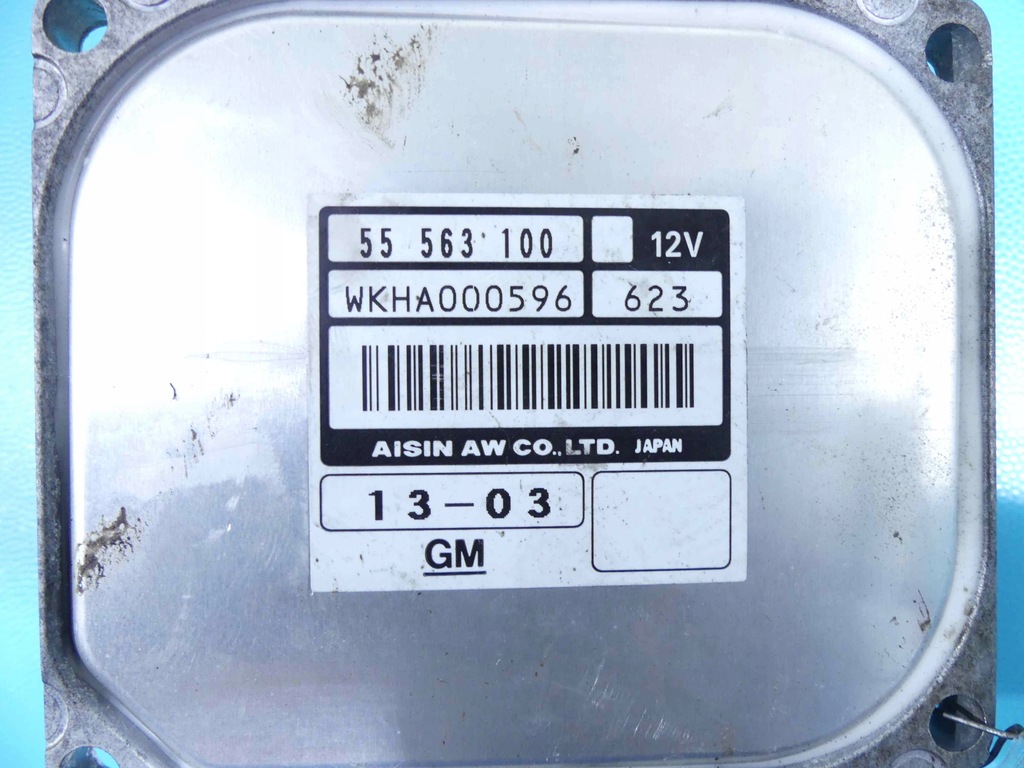 55 563 100 12V
WKHA000596 623
AISIN AW CO.,LTD. JAPAN
13-03
GM